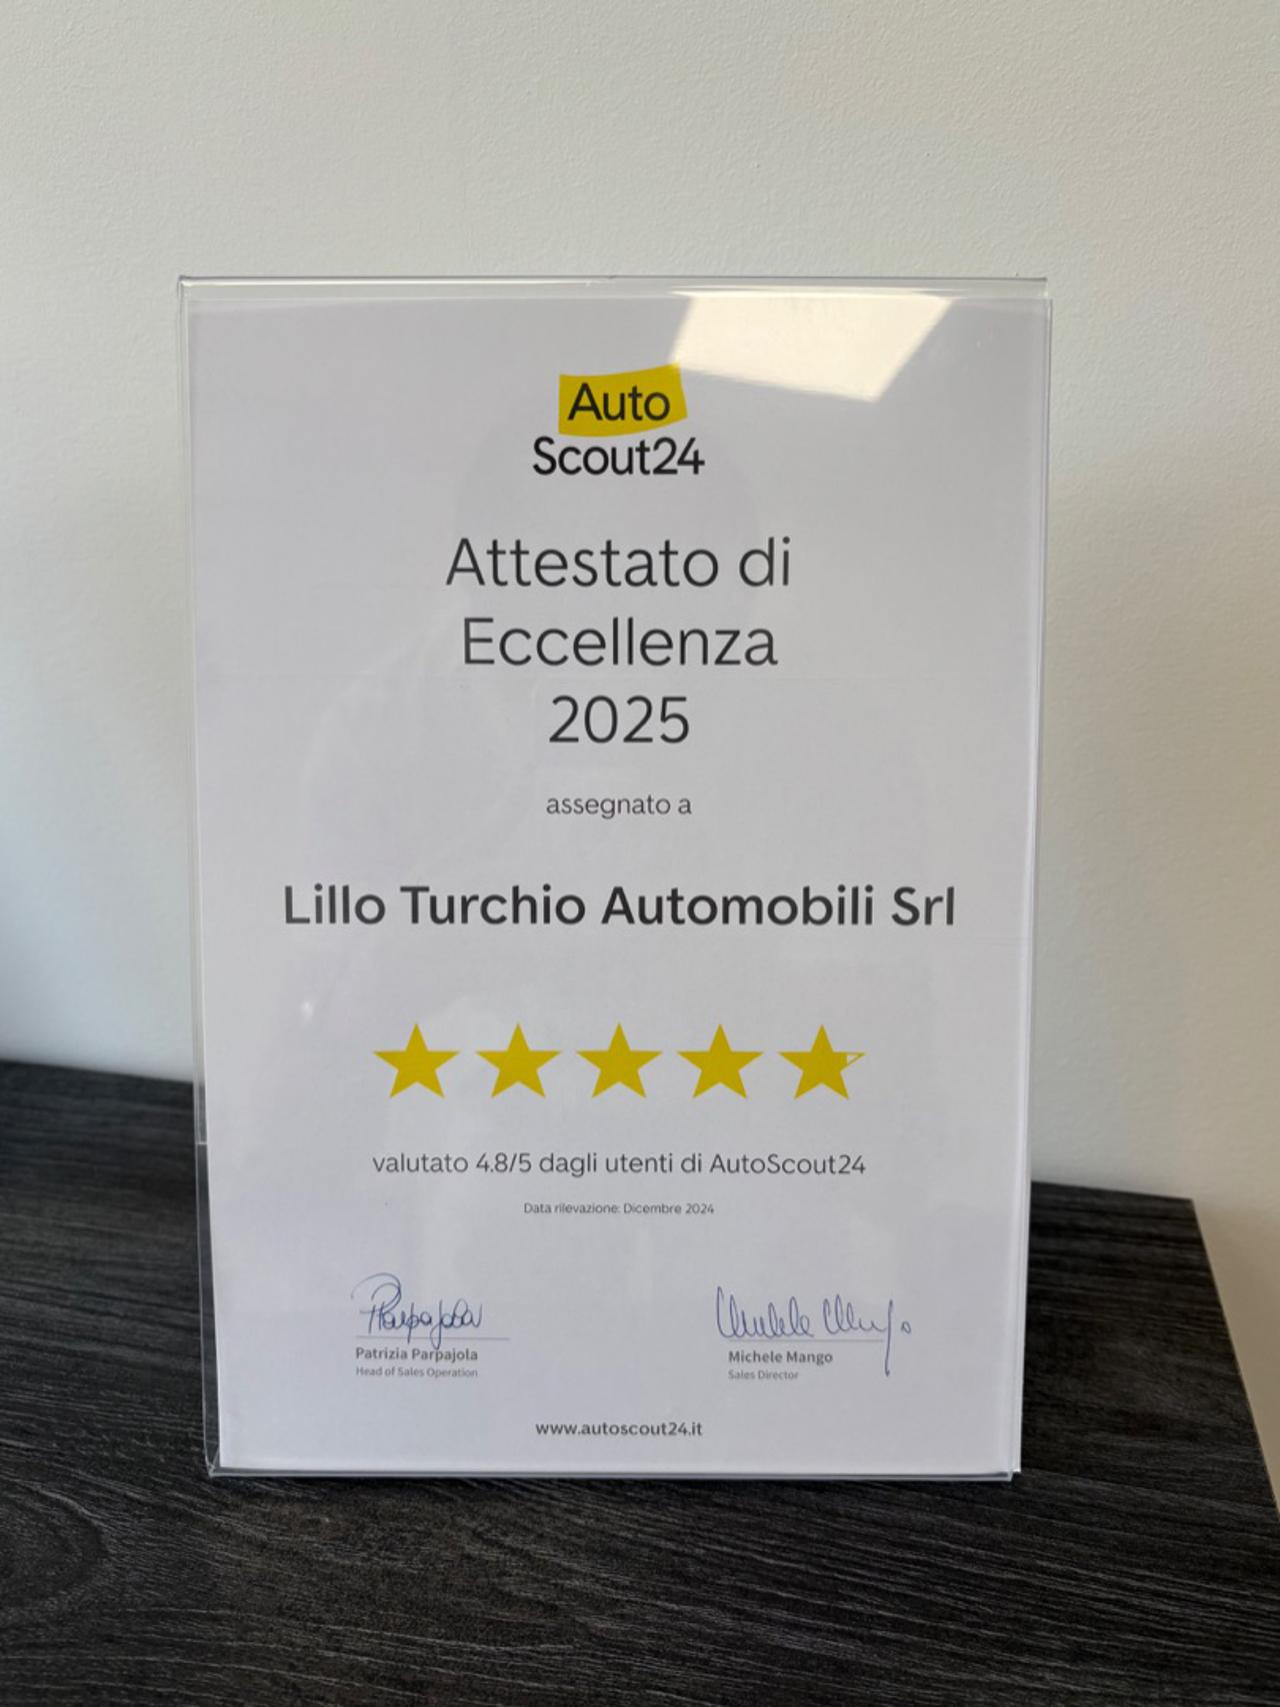 Auto
Scout24
Attestato di
Eccellenza
2025
assegnato a
Lillo Turchio Automobili Srl
valutato 4.8/5 dagli utenti di AutoScout24
Data rilevazione: Dicembre 2024
Patrizia Parpajola
Head of Sales Operation
Michele Mango
Sales Director
www.autoscout24.it